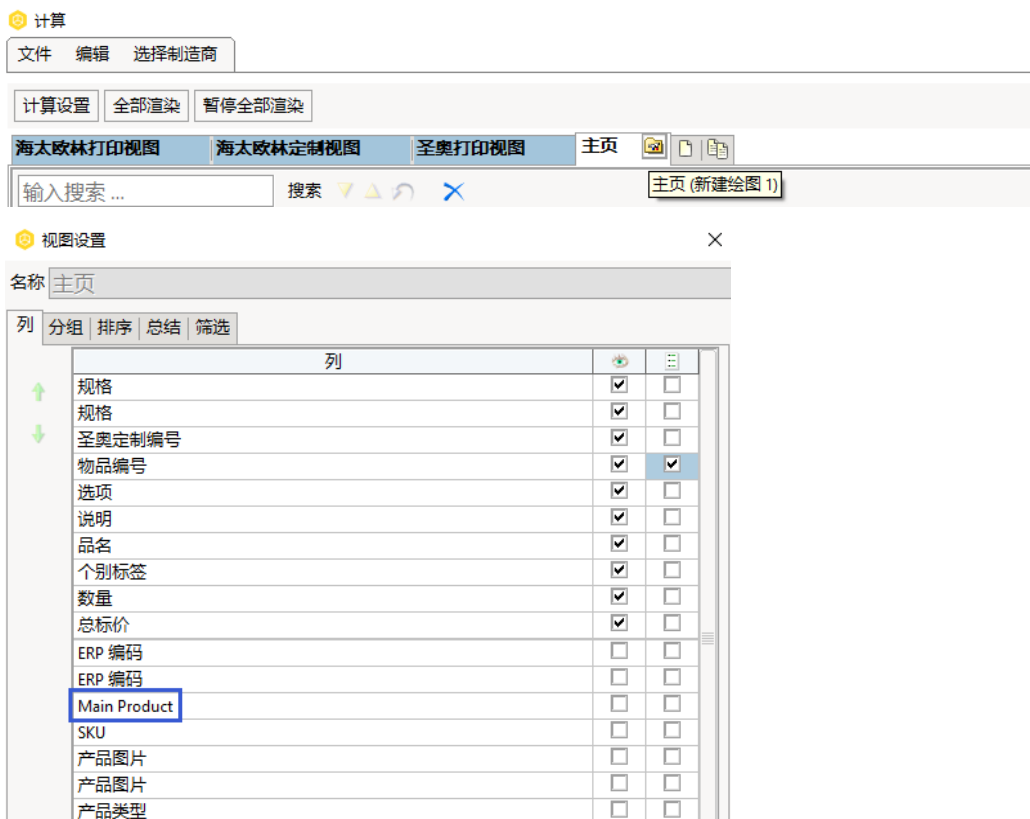 计算
文件 编辑 选择制造商
计算设置 全部渲染 暂停全部渲染
海太欧林打印视图 海太欧林定制视图 圣奥打印视图 主页
输入搜索 ... 搜索
主页 (新建绘图 1)
视图设置
名称 主页
列 分组 排序 总结 筛选
列
规格
规格
圣奥定制编号
物品编号
选项
说明
品名
个别标签
数量
总标价
ERP 编码
ERP 编码
Main Product
SKU
产品图片
产品图片
产品类型